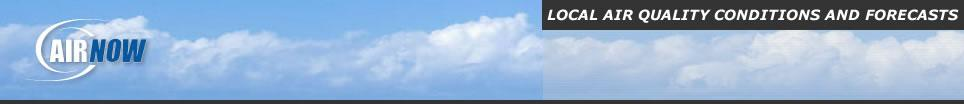 LOCAL AIR QUALITY CONDITIONS AND FORECASTS
AIRNOW